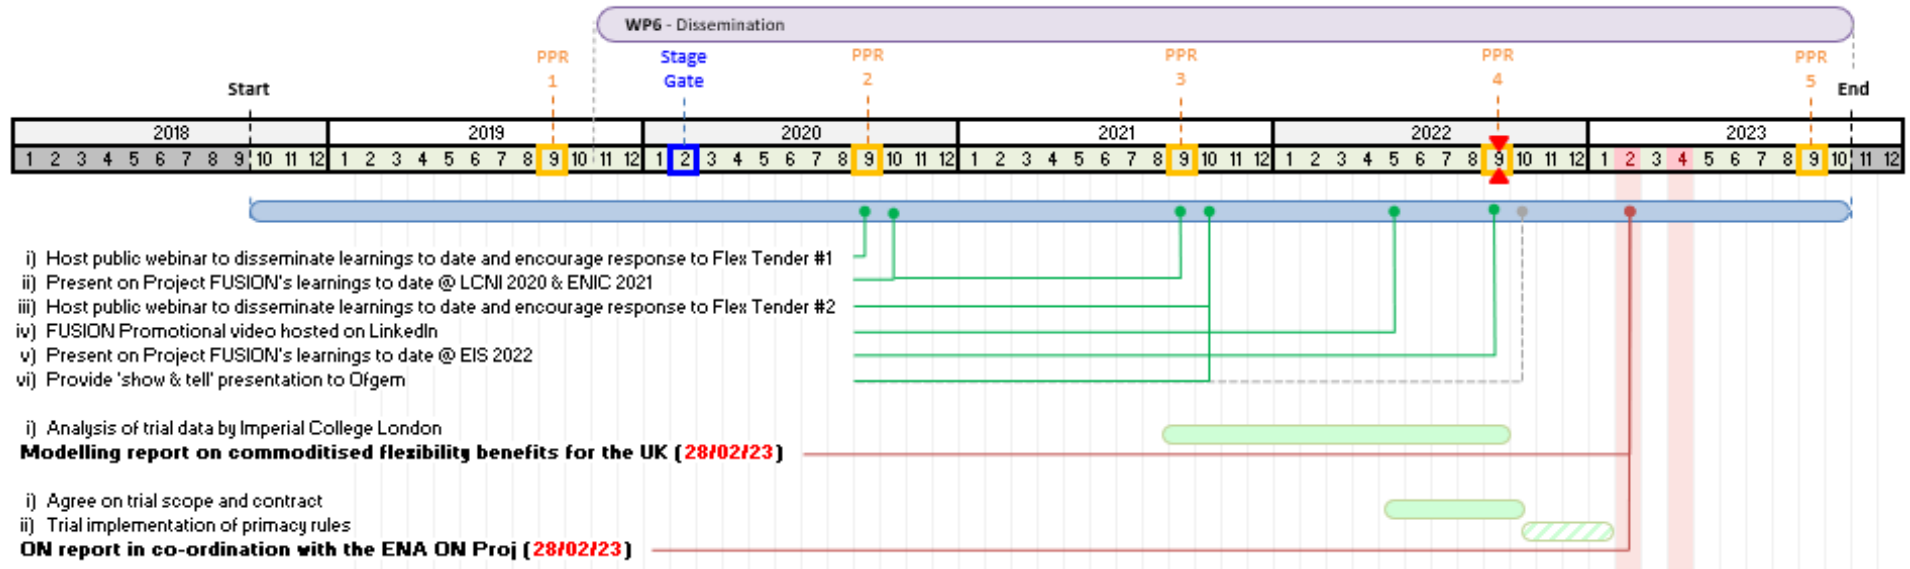 WP6 - Dissemination
PPR 1
Stage Gate
PPR 2
PPR 3
PPR 4
PPR 5
Start
End
2018 2019 2020 2021 2022 2023
1 2 3 4 5 6 7 8 9 10 11 12 1 2 3 4 5 6 7 8 9 10 11 12 1 2 3 4 5 6 7 8 9 10 11 12 1 2 3 4 5 6 7 8 9 10 11 12 1 2 3 4 5 6 7 8 9 10 11 12 1 2 3 4 5 6 7 8 9 10 11 12
i) Host public webinar to disseminate learnings to date and encourage response to Flex Tender #1
ii) Present on Project FUSION's learnings to date @ LCNI 2020 & ENIC 2021
iii) Host public webinar to disseminate learnings to date and encourage response to Flex Tender #2
iv) FUSION Promotional video hosted on LinkedIn
v) Present on Project FUSION's learnings to date @ EIS 2022
vi) Provide 'show & tell' presentation to Ofgem
i) Analysis of trial data by Imperial College London
Modelling report on commoditised flexibility benefits for the UK (28/02/23)
i) Agree on trial scope and contract
ii) Trial implementation of primacy rules
ON report in co-ordination with the ENA ON Proj (28/02/23)